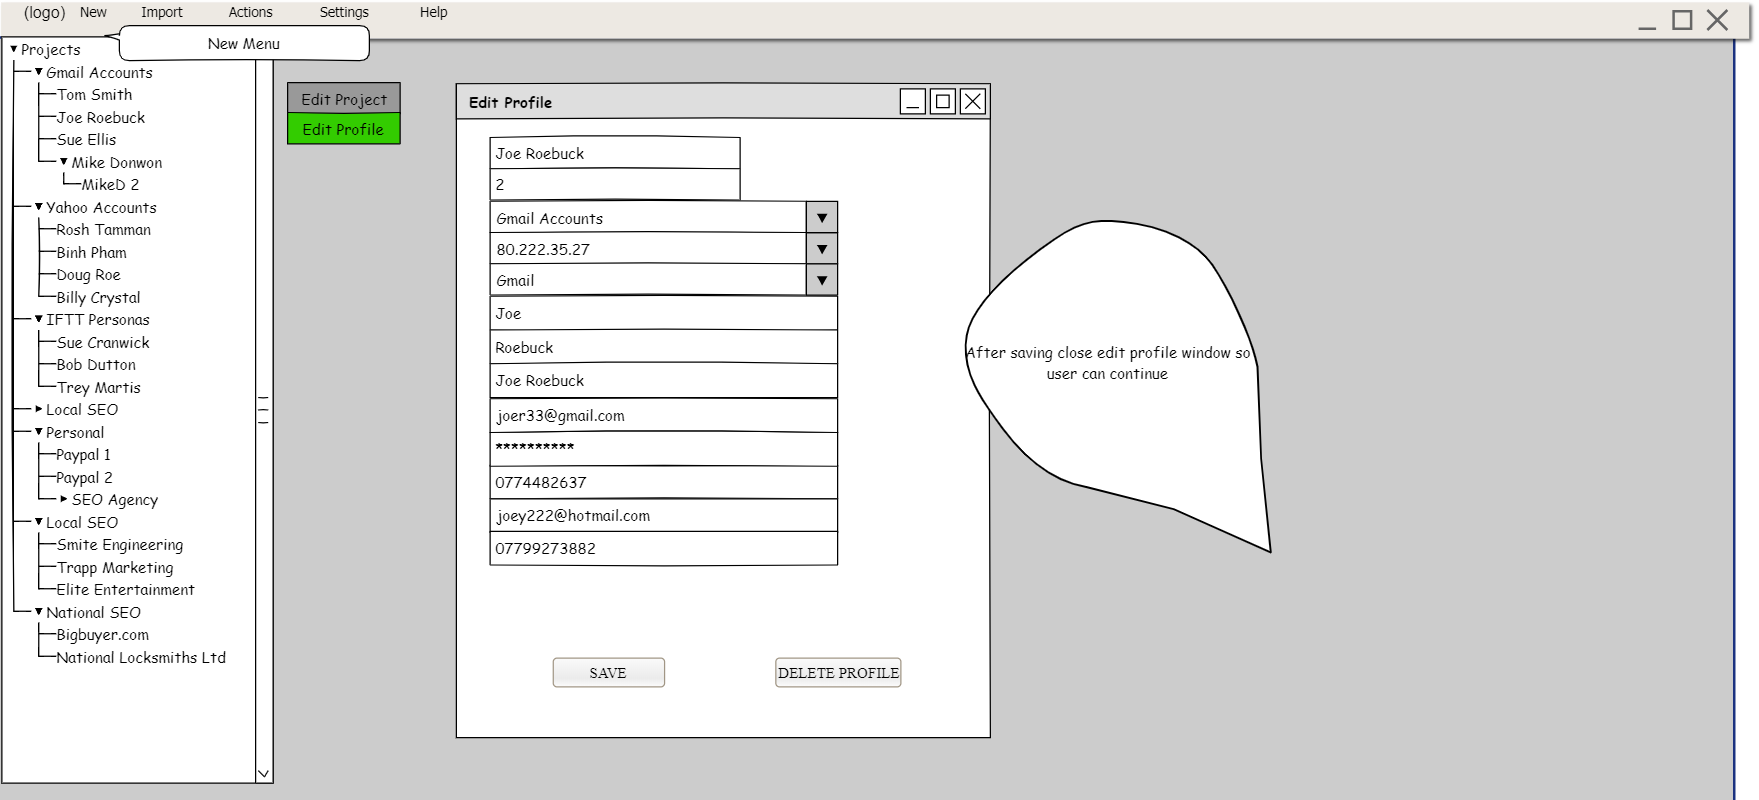 (logo) New Import Actions Settings Help
New Menu
Projects
Gmail Accounts
Tom Smith
Joe Roebuck
Sue Ellis
Mike Donwon
MikeD 2
Yahoo Accounts
Rosh Tamman
Binh Pham
Doug Roe
Billy Crystal
IFTT Personas
Sue Cranwick
Bob Dutton
Trey Martis
Local SEO
Personal
Paypal 1
Paypal 2
SEO Agency
Local SEO
Smite Engineering
Trapp Marketing
Elite Entertainment
National SEO
Bigbuyer.com
National Locksmiths Ltd
Edit Project
Edit Profile
Edit Profile
Joe Roebuck
2
Gmail Accounts
80.222.35.27
Gmail
Joe
Roebuck
Joe Roebuck
joer33@gmail.com
**********
0774482637
joey222@hotmail.com
07799273882
SAVE DELETE PROFILE
After saving close edit profile window so
user can continue